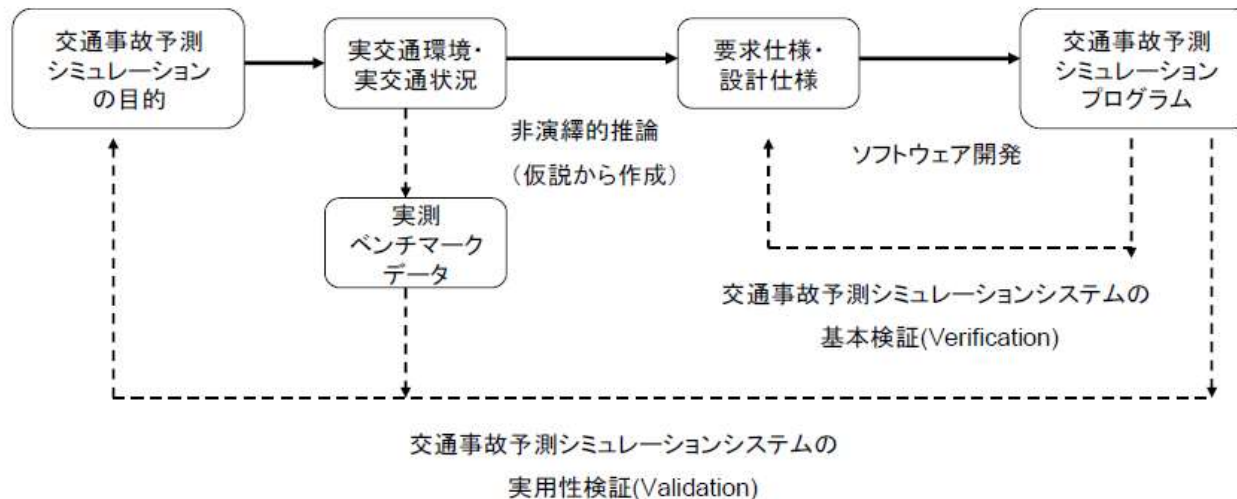 交通事故予測
シミュレーション
の目的
実交通環境・
実交通状況
要求仕様・
設計仕様
交通事故予測
シミュレーション
プログラム
非演繹的推論
（仮説から作成）
ソフトウェア開発
実測
ベンチマーク
データ
交通事故予測シミュレーションシステムの
基本検証(Verification)
交通事故予測シミュレーションシステムの
実用性検証(Validation)